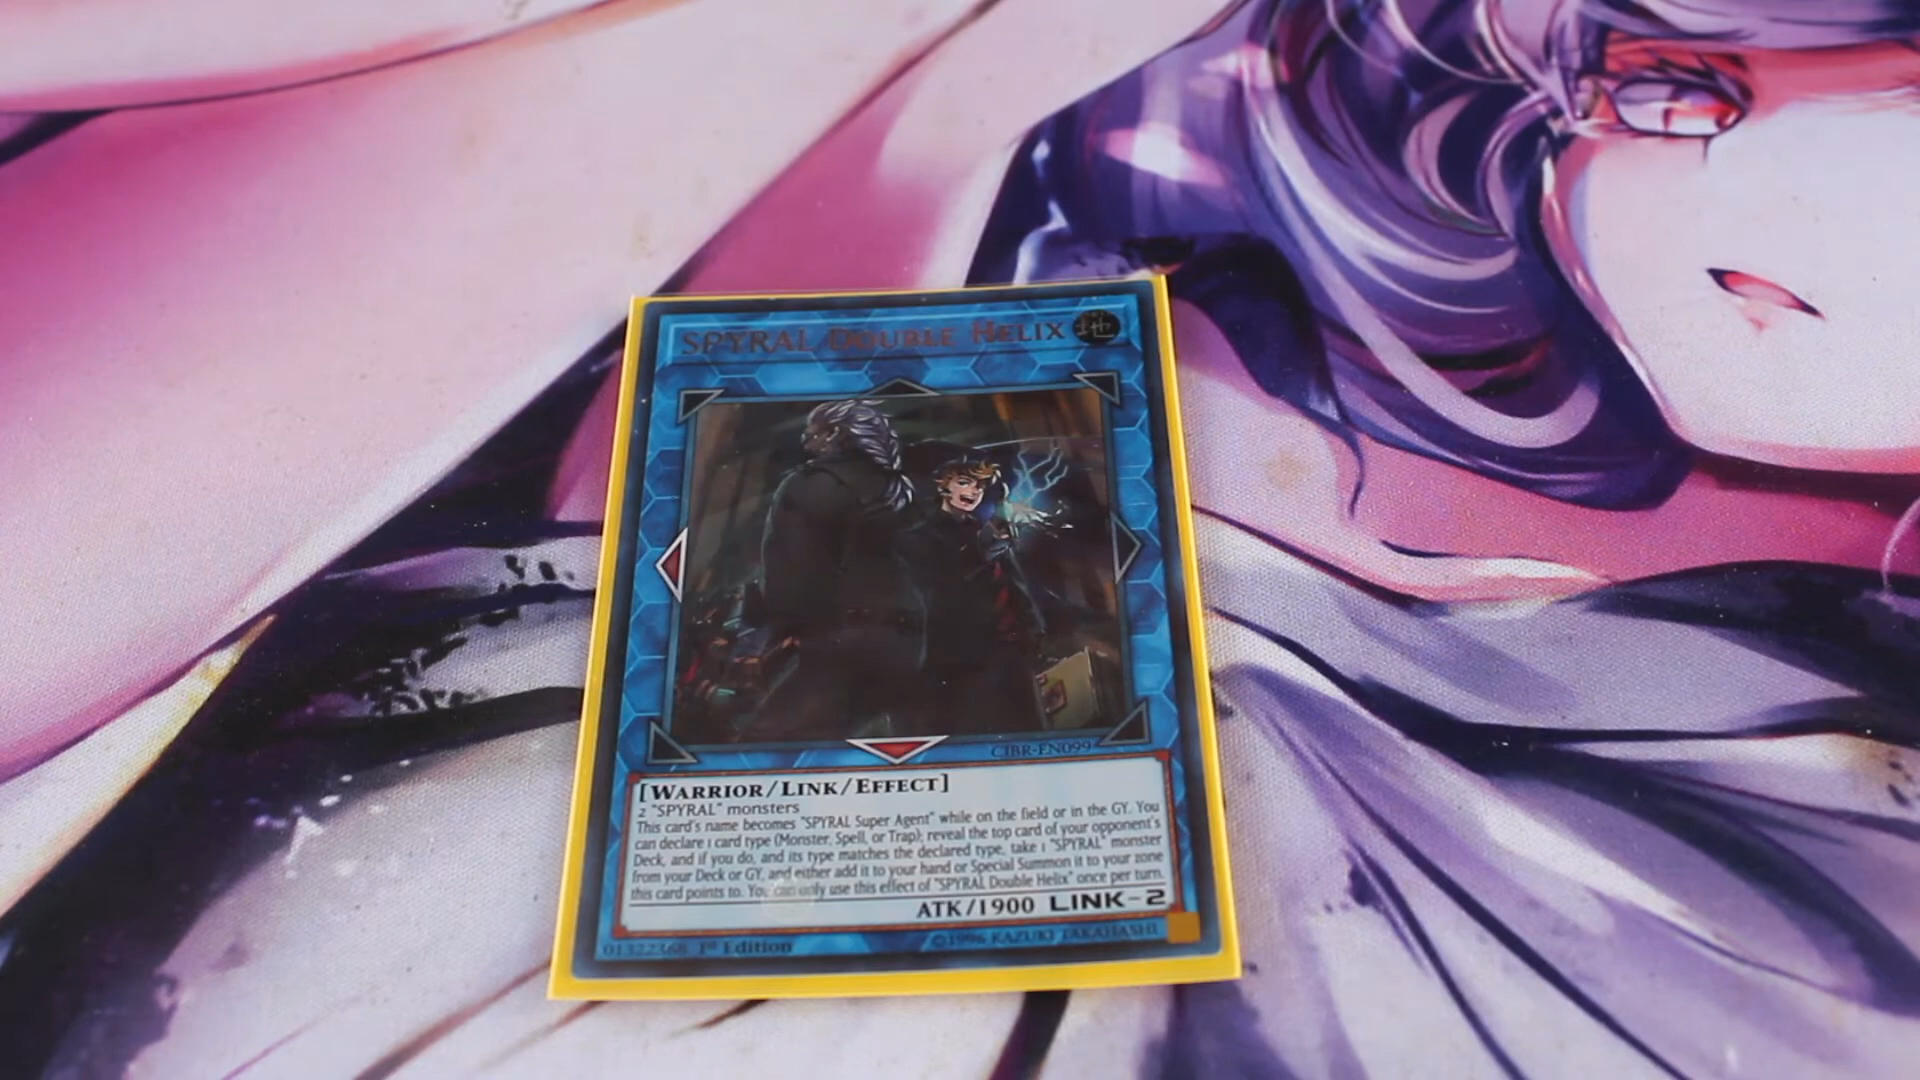 SPYRAL Double Helix
地
CIBR-EN099
[Warrior/Link/Effect]
2 "SPYRAL" monsters
This card's name becomes "SPYRAL Super Agent" while on the field or in the GY. You
can declare 1 card type (Monster, Spell, or Trap); reveal the top card of your opponent's
Deck, and if you do, and its type matches the declared type, take 1 "SPYRAL" monster
from your Deck or GY, and either add it to your hand or Special Summon it to your zone
this card points to. You can only use this effect of "SPYRAL Double Helix" once per turn.
ATK/1900 LINK-2
01322368 1st Edition ©1996 KAZUKI TAKAHASHI